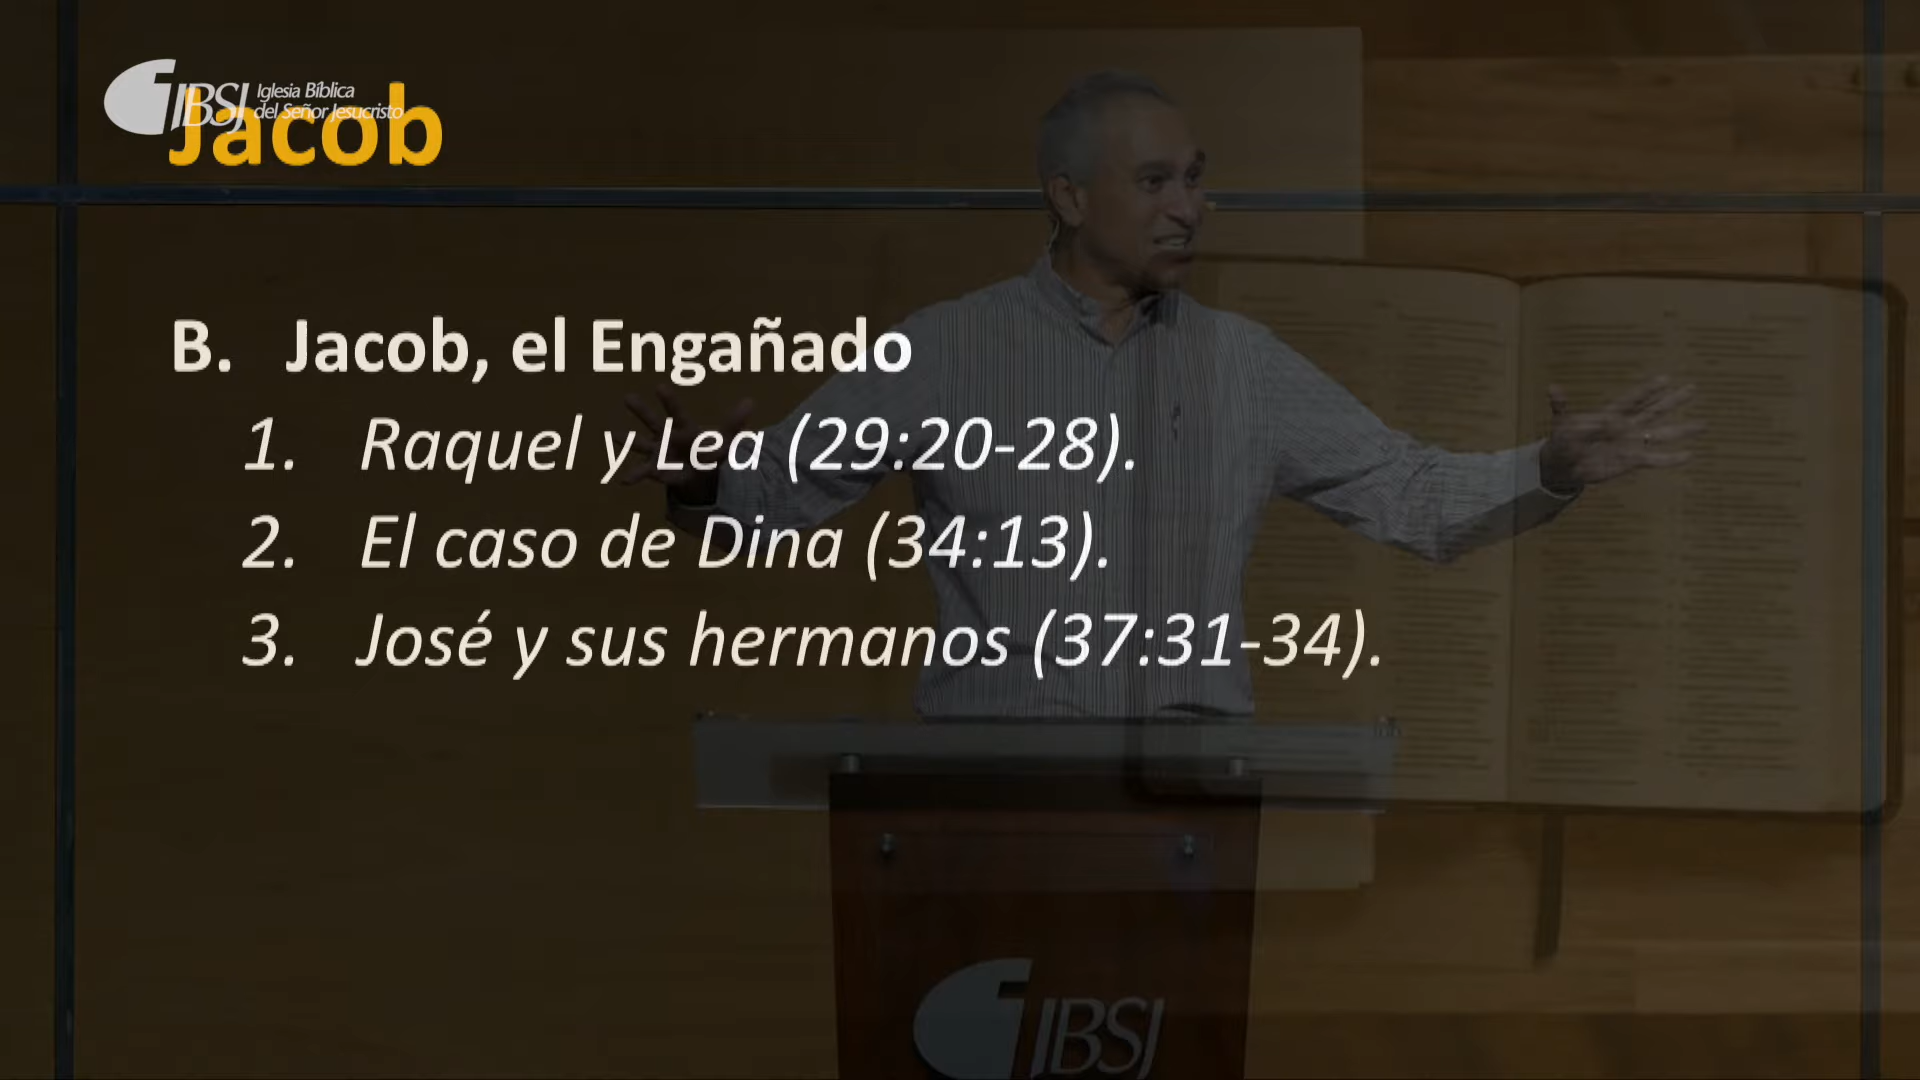 IBSJ Iglesia Bíblica
del Señor Jesucristo
Jacob
B. Jacob, el Engañado
1. Raquel y Lea (29:20-28).
2. El caso de Dina (34:13).
3. José y sus hermanos (37:31-34).
IBSJ